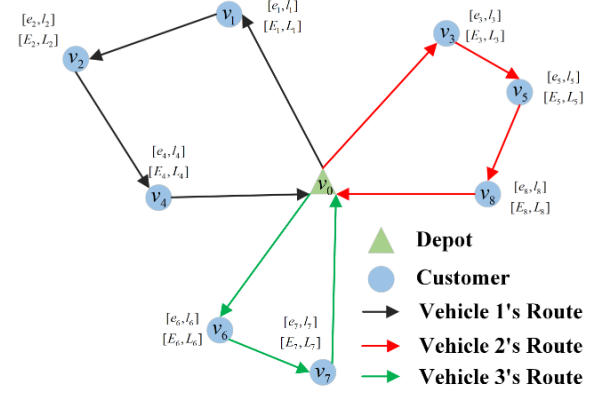 [e₁,l₁]
[E₁,L₁]
v₁
[e₂,l₂]
[E₂,L₂]
v₂
[e₃,l₃]
[E₃,L₃]
v₃
[e₅,l₅]
[E₅,L₅]
v₅
[e₄,l₄]
[E₄,L₄]
v₄
v₀
v₈
[e₈,l₈]
[E₈,L₈]
[e₆,l₆]
[E₆,L₆]
v₆
[e₇,l₇]
[E₇,L₇]
v₇
Depot
Customer
Vehicle 1's Route
Vehicle 2's Route
Vehicle 3's Route